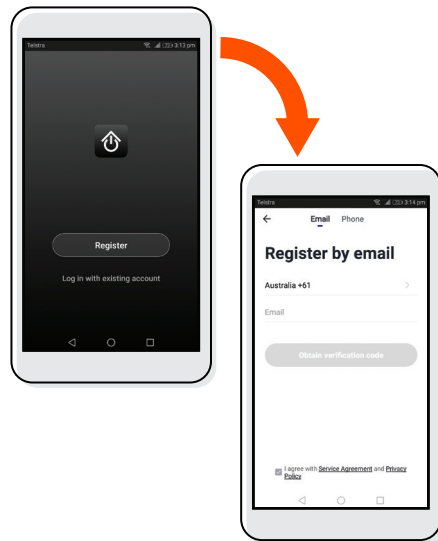 Telstra 3:13 pm
Register
Log in with existing account
Telstra 3:14 pm
Email Phone
Register by email
Australia +61
Email
Obtain verification code
I agree with Service Agreement and Privacy
Policy